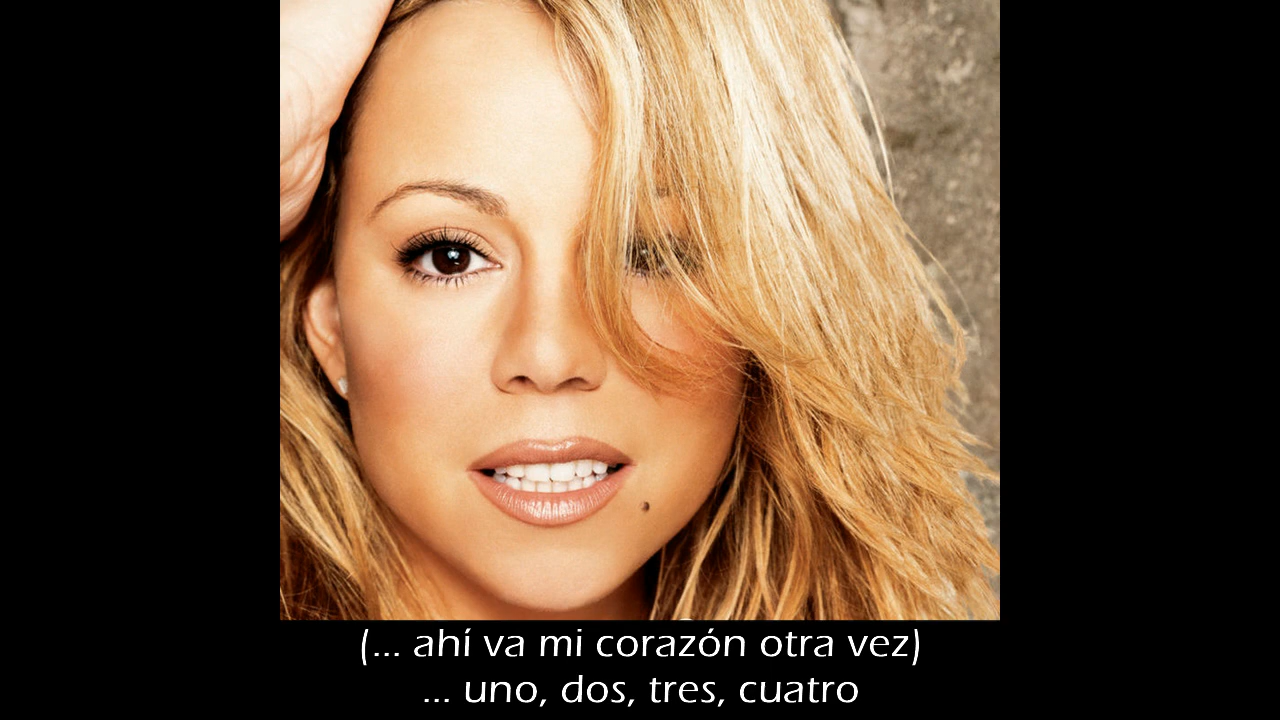 (... ahí va mi corazón otra vez)
... uno, dos, tres, cuatro